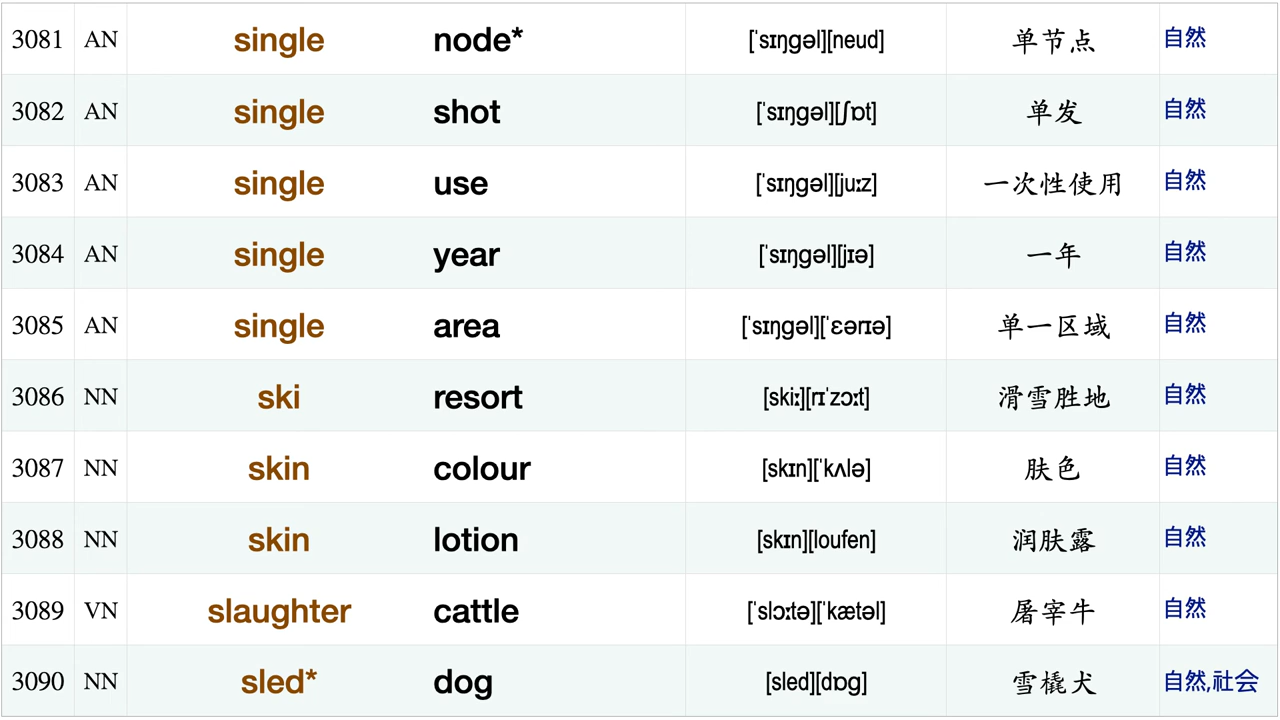 3081 AN single node* [ˈsɪŋgəl][neud] 单节点 自然
3082 AN single shot [ˈsɪŋgəl][ʃɒt] 单发 自然
3083 AN single use [ˈsɪŋgəl][juːz] 一次性使用 自然
3084 AN single year [ˈsɪŋgəl][jɪə] 一年 自然
3085 AN single area [ˈsɪŋgəl][ˈɛərɪə] 单一区域 自然
3086 NN ski resort [skiː][rɪˈzɔːt] 滑雪胜地 自然
3087 NN skin colour [skɪn][ˈkʌlə] 肤色 自然
3088 NN skin lotion [skɪn][loufen] 润肤露 自然
3089 VN slaughter cattle [ˈslɔːtə][ˈkætəl] 屠宰牛 自然
3090 NN sled* dog [sled][dɒg] 雪橇犬 自然,社会